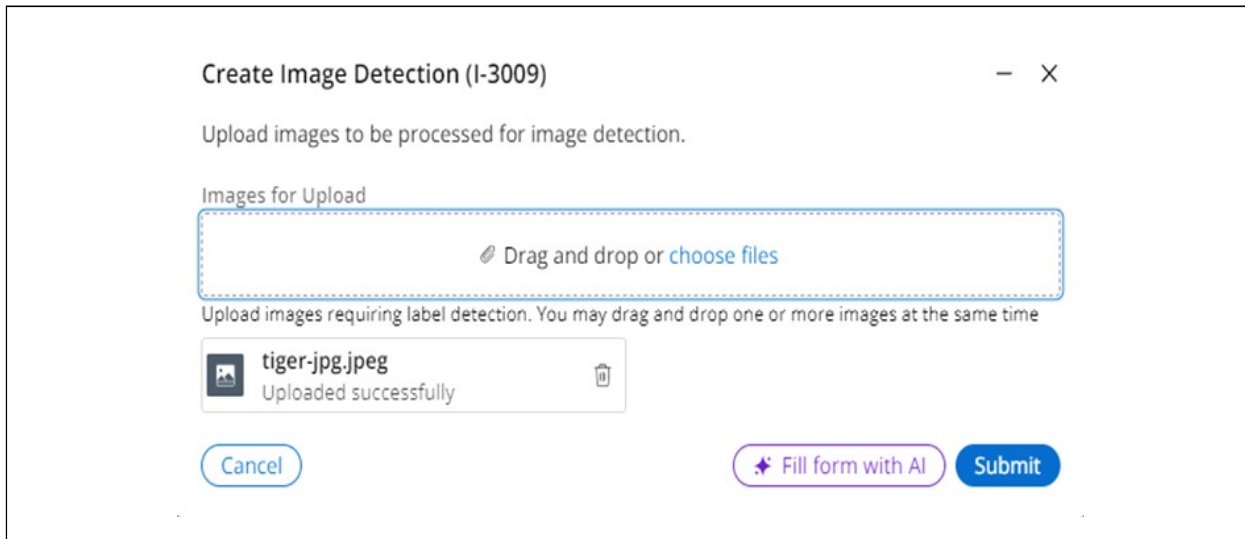 Create Image Detection (I-3009)
Upload images to be processed for image detection.
Images for Upload
Drag and drop or choose files
Upload images requiring label detection. You may drag and drop one or more images at the same time
tiger-jpg.jpeg
Uploaded successfully
Cancel
Fill form with AI
Submit